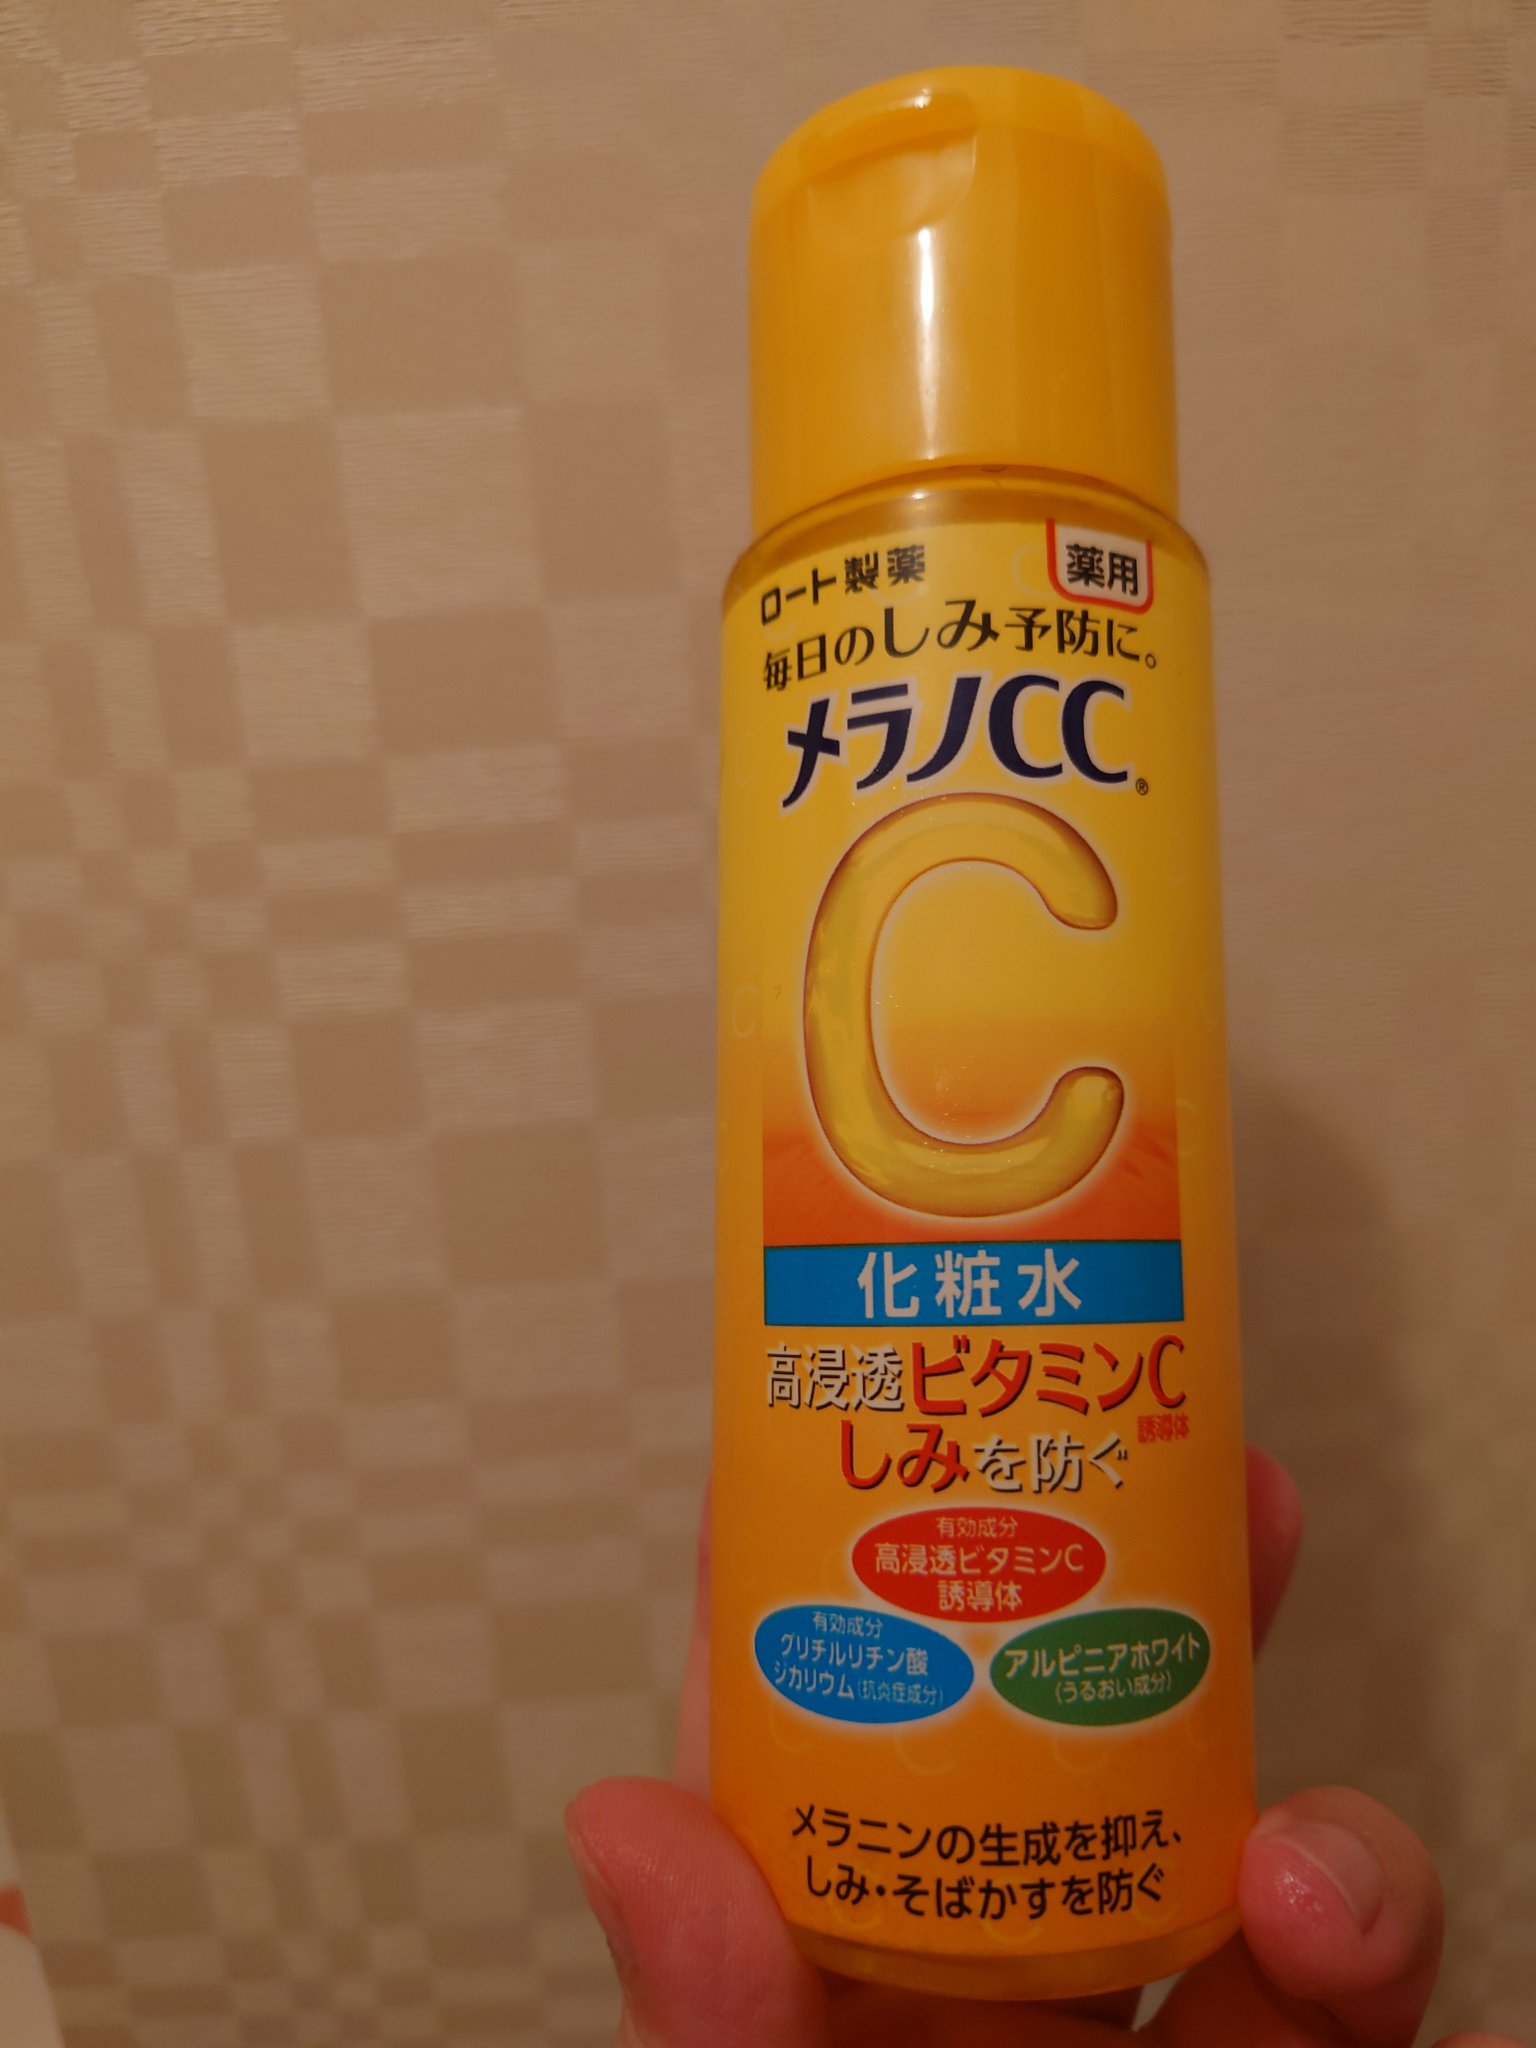 ロート製薬
薬用
毎日のしみ予防に。
メラノCC®
C
化粧水
高浸透ビタミンC誘導体
しみを防ぐ
有効成分
高浸透ビタミンC
誘導体
有効成分
グリチルリチン酸
ジカリウム(抗炎症成分)
アルピニアホワイト
(うるおい成分)
メラニンの生成を抑え、
しみ・そばかすを防ぐ